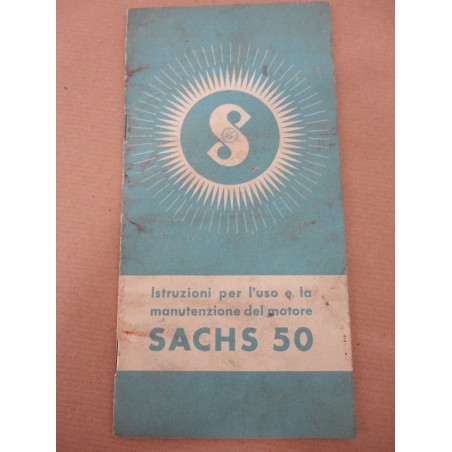 S
Istruzioni per l'uso e la
manutenzione del motore
SACHS 50